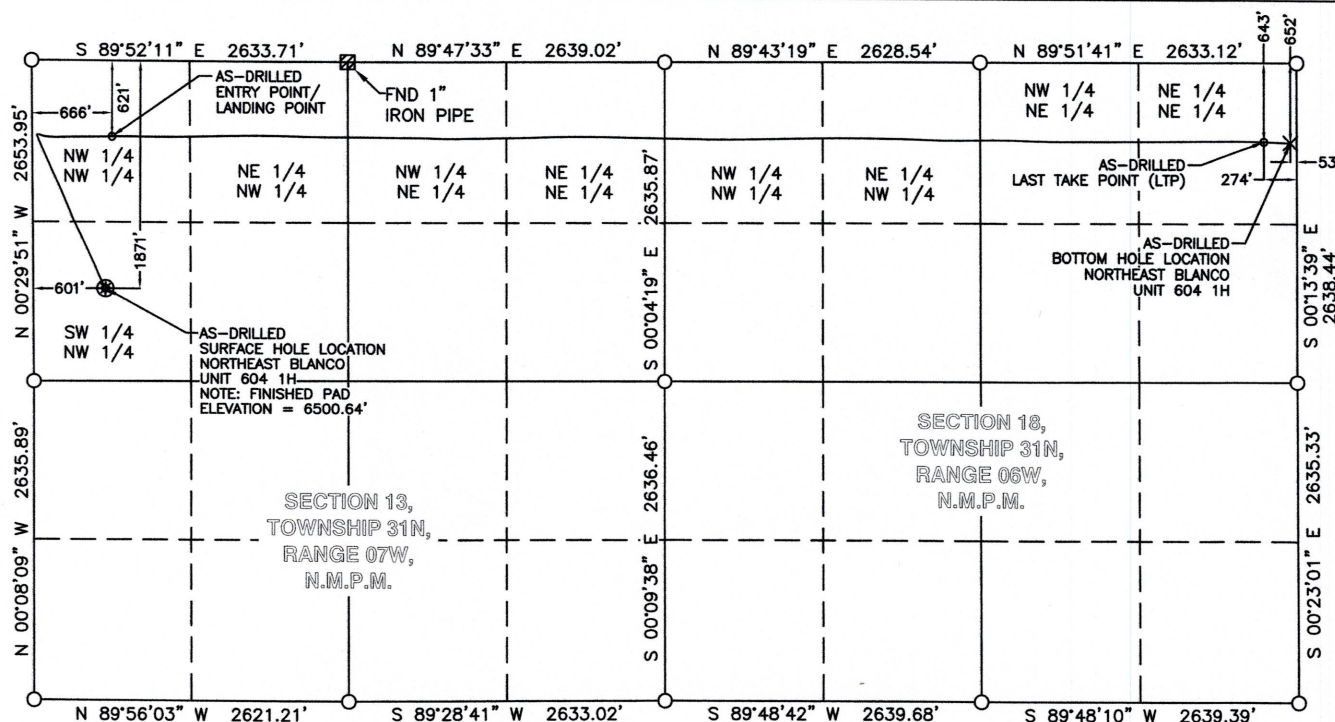 S 89°52'11" E 2633.71'
N 89°47'33" E 2639.02'
N 89°43'19" E 2628.54'
N 89°51'41" E 2633.12'
643'
652'
AS-DRILLED
ENTRY POINT/
LANDING POINT
666'
621'
FND 1"
IRON PIPE
NW 1/4
NE 1/4
NE 1/4
NE 1/4
N 00°29'51" W 2653.95'
NW 1/4
NW 1/4
NE 1/4
NW 1/4
NW 1/4
NE 1/4
NE 1/4
NE 1/4
S 00°04'19" E 2635.87'
NW 1/4
NW 1/4
NE 1/4
NW 1/4
AS-DRILLED
LAST TAKE POINT (LTP)
274'
53
1871'
601'
AS-DRILLED
BOTTOM HOLE LOCATION
NORTHEAST BLANCO
UNIT 604 1H
S 00°13'39" E
2638.44'
SW 1/4
NW 1/4
AS-DRILLED
SURFACE HOLE LOCATION
NORTHEAST BLANCO
UNIT 604 1H
NOTE: FINISHED PAD
ELEVATION = 6500.64'
N 00°08'09" W 2635.89'
SECTION 13,
TOWNSHIP 31N,
RANGE 07W,
N.M.P.M.
S 00°09'38" E 2636.46'
SECTION 18,
TOWNSHIP 31N,
RANGE 06W,
N.M.P.M.
S 00°23'01" E 2635.33'
N 89°56'03" W 2621.21'
S 89°28'41" W 2633.02'
S 89°48'42" W 2639.68'
S 89°48'10" W 2639.39'